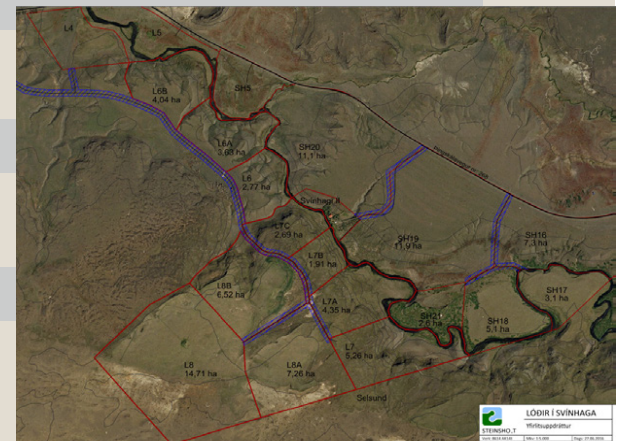 L4
L5
L6B
4,04 ha
SH5
L6A
3,63 ha
SH20
11,1 ha
L6
2,77 ha
Svínhagi
L7C
2,69 ha
SH19
11,9 ha
SH16
7,3 ha
L7B
1,91 ha
L8B
6,52 ha
SH17
3,1 ha
L7A
4,35 ha
SH21
7,6 ha
SH18
5,1 ha
L7
5,26 ha
L8
14,71 ha
L8A
7,26 ha
Selsund
LÓÐIR Í SVÍNHAGA
Yfirlitsuppdráttur
STEINSHOLT